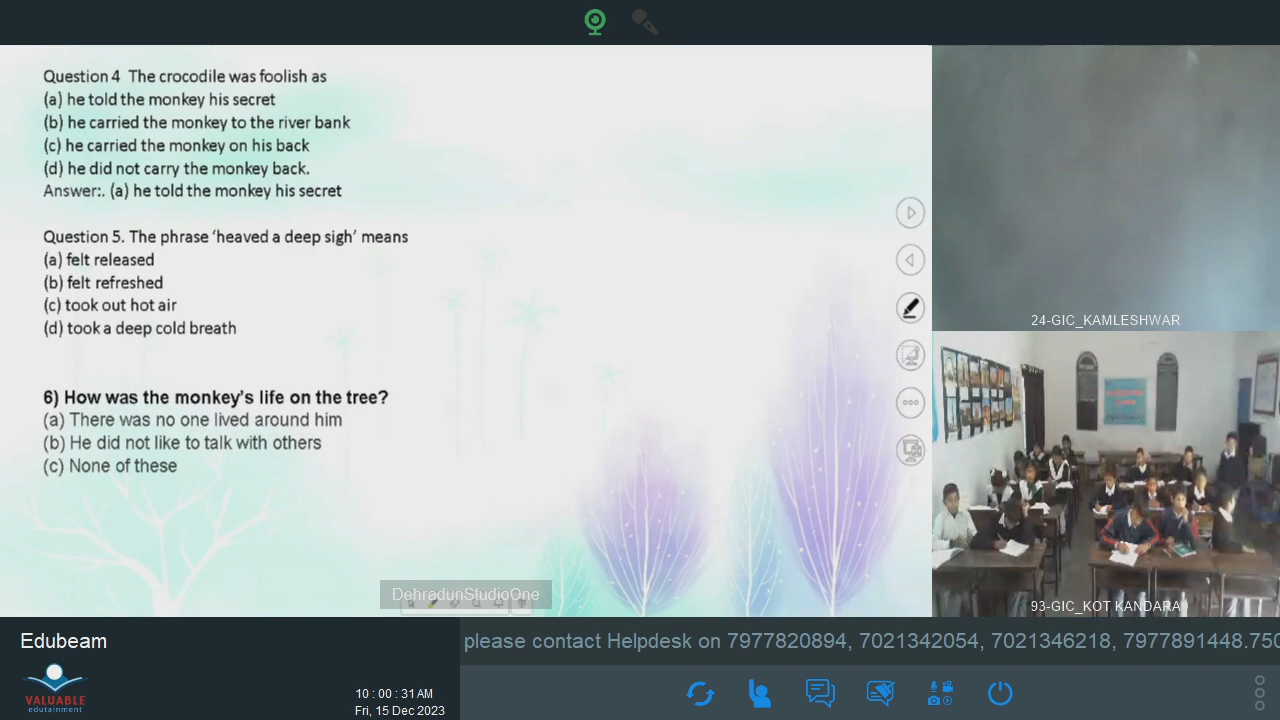 Question 4  The crocodile was foolish as
(a) he told the monkey his secret
(b) he carried the monkey to the river bank
(c) he carried the monkey on his back
(d) he did not carry the monkey back.
Answer:. (a) he told the monkey his secret
Question 5. The phrase ‘heaved a deep sigh’ means
(a) felt released
(b) felt refreshed
(c) took out hot air
(d) took a deep cold breath
6) How was the monkey’s life on the tree?
(a) There was no one lived around him
(b) He did not like to talk with others
(c) None of these
DehradunStudioOne
24-GIC_KAMLESHWAR
93-GIC_KOT KANDARA
Edubeam
please contact Helpdesk on 7977820894, 7021342054, 7021346218, 7977891448.750
VALUABLE
edutainment
10 : 00 : 31 AM
Fri, 15 Dec 2023